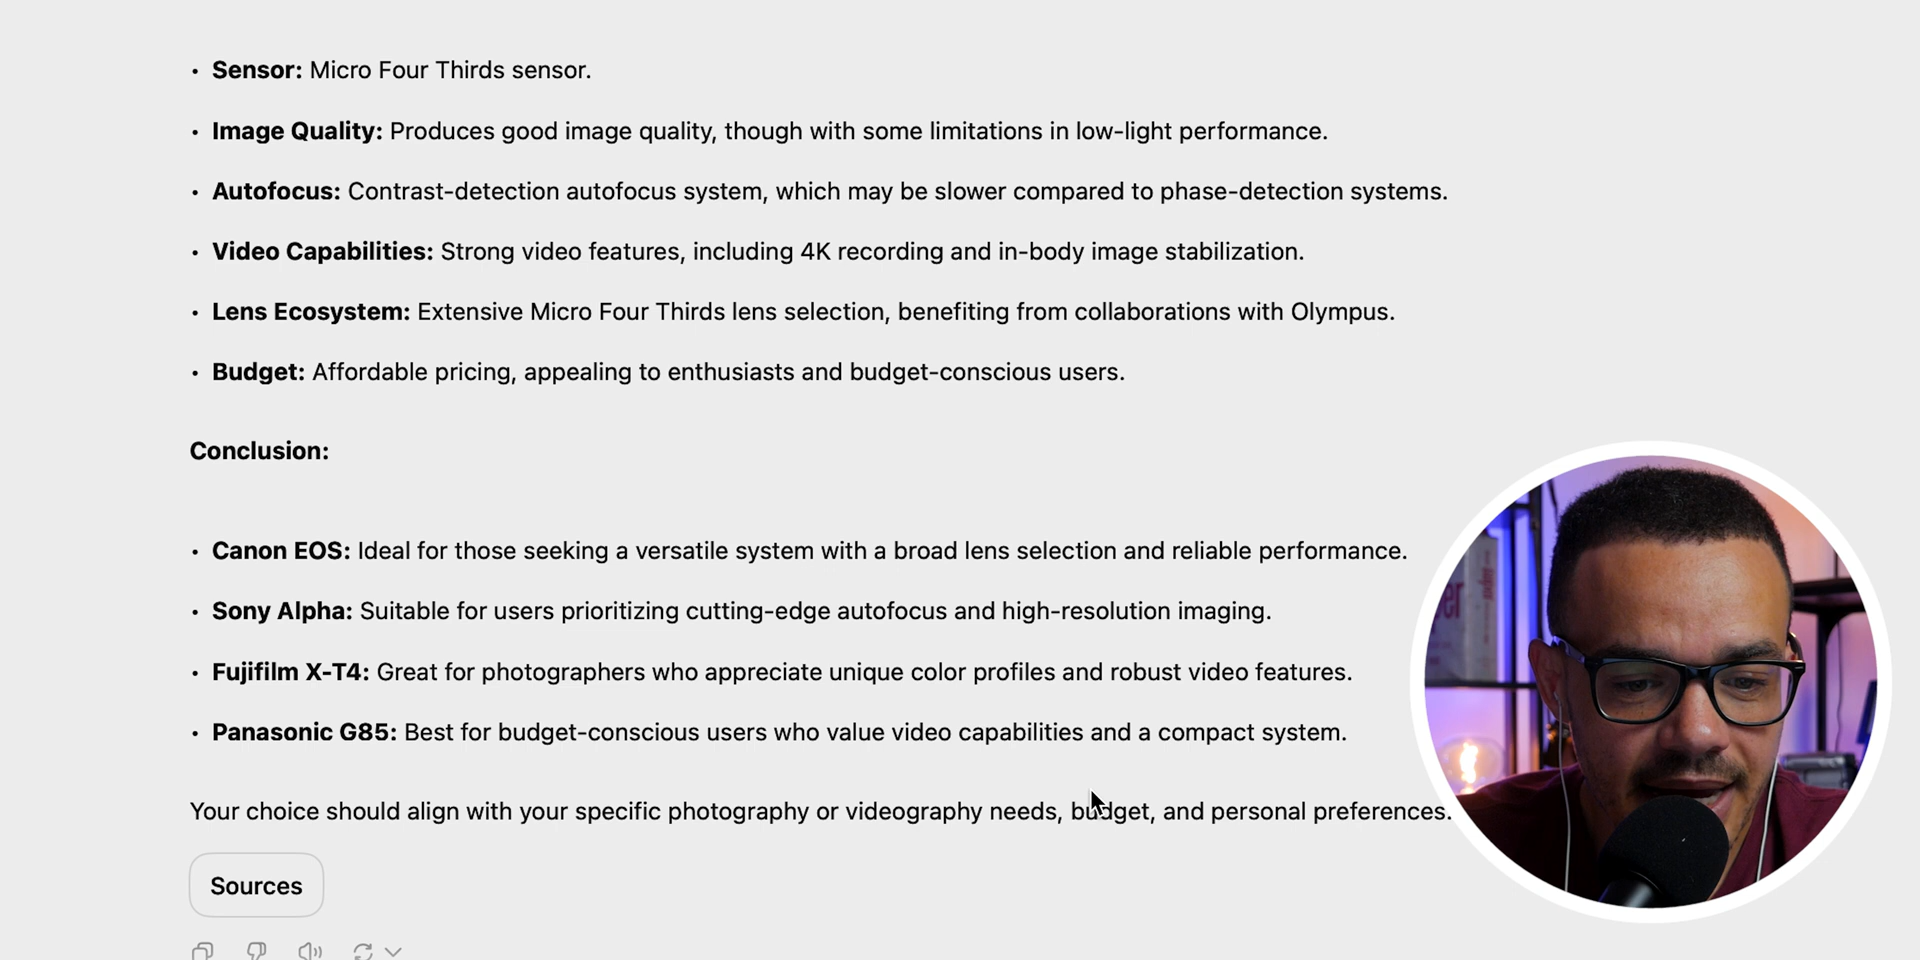 • Sensor: Micro Four Thirds sensor.
• Image Quality: Produces good image quality, though with some limitations in low-light performance.
• Autofocus: Contrast-detection autofocus system, which may be slower compared to phase-detection systems.
• Video Capabilities: Strong video features, including 4K recording and in-body image stabilization.
• Lens Ecosystem: Extensive Micro Four Thirds lens selection, benefiting from collaborations with Olympus.
• Budget: Affordable pricing, appealing to enthusiasts and budget-conscious users.
Conclusion:
• Canon EOS: Ideal for those seeking a versatile system with a broad lens selection and reliable performance.
• Sony Alpha: Suitable for users prioritizing cutting-edge autofocus and high-resolution imaging.
• Fujifilm X-T4: Great for photographers who appreciate unique color profiles and robust video features.
• Panasonic G85: Best for budget-conscious users who value video capabilities and a compact system.
Your choice should align with your specific photography or videography needs, budget, and personal preferences.
Sources